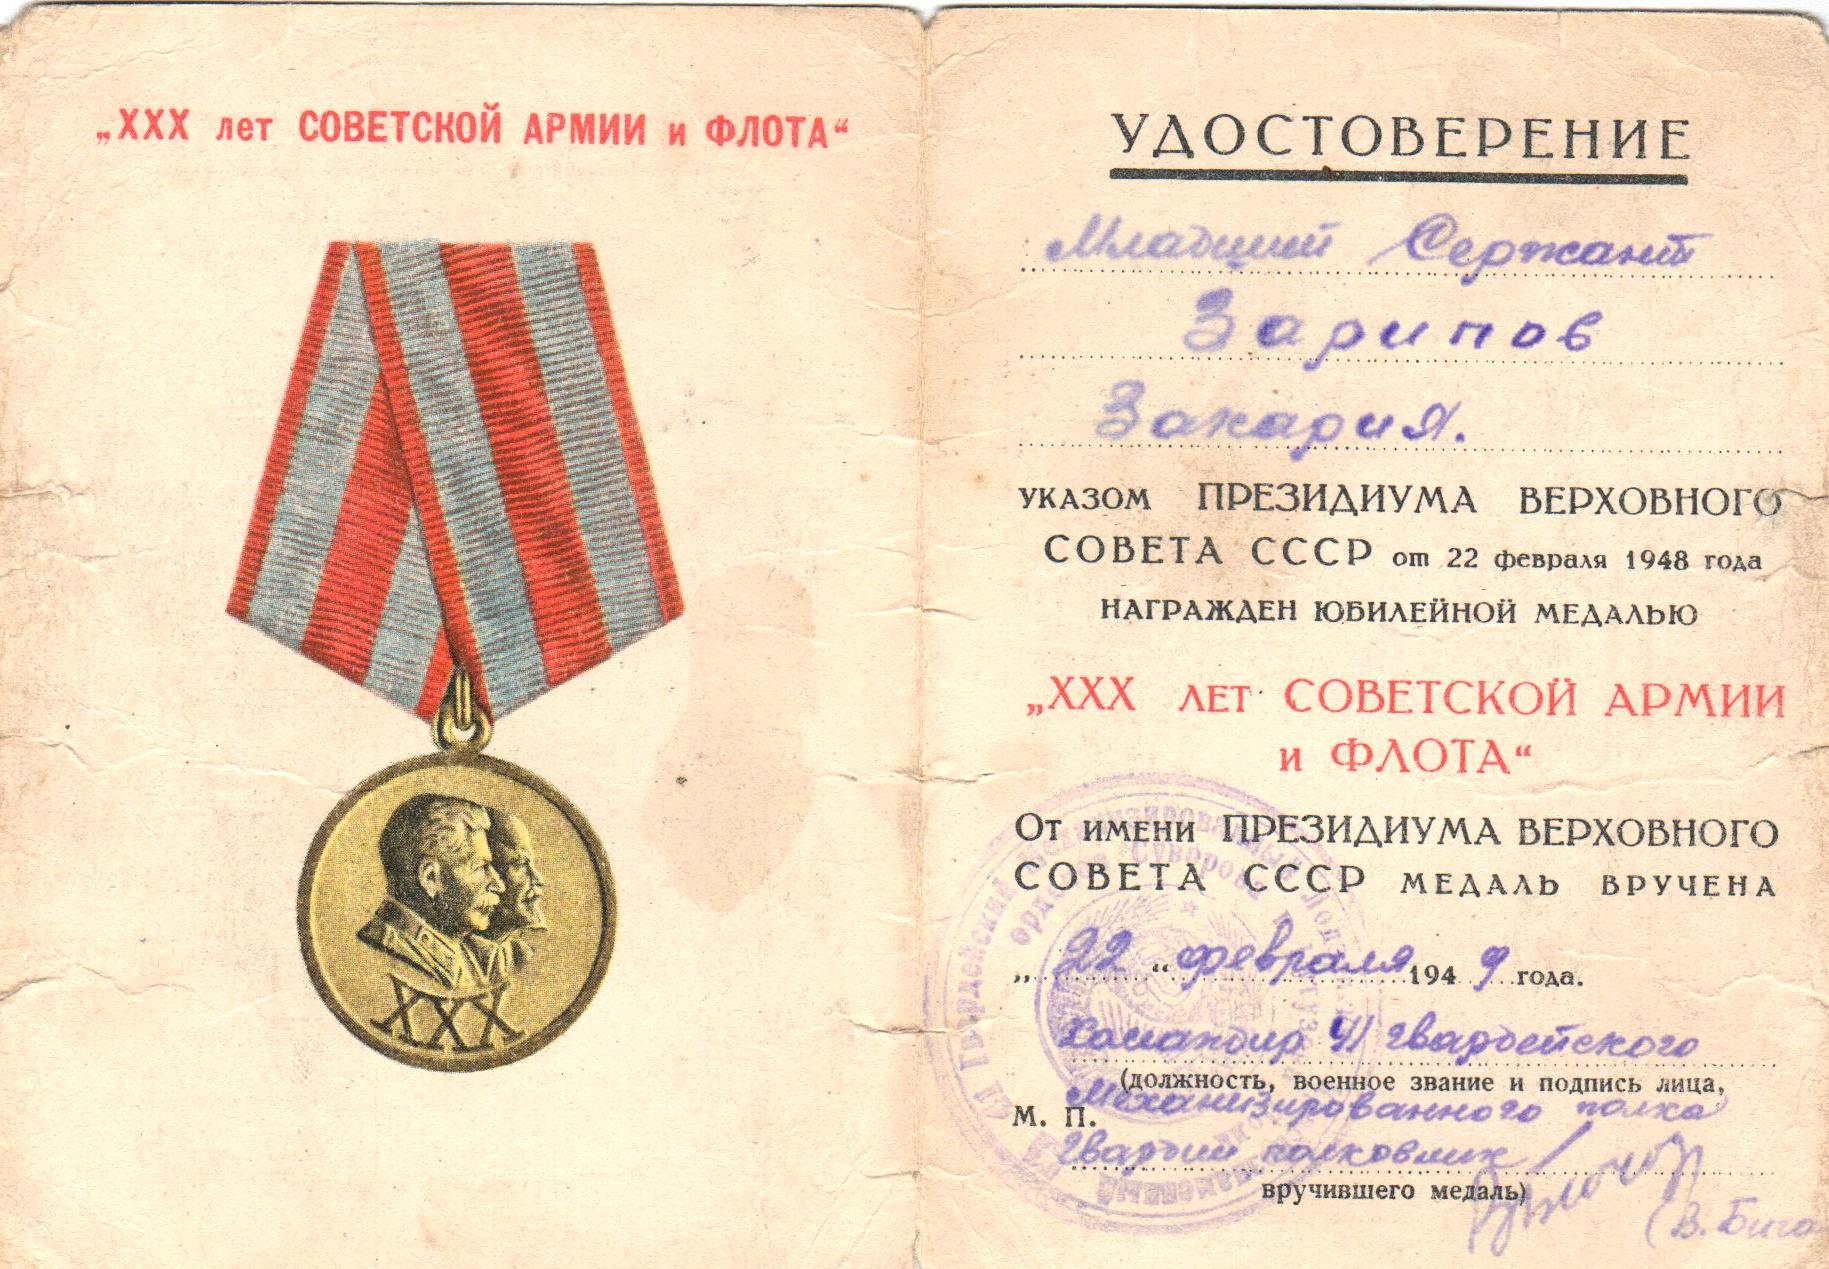 „XXX лет СОВЕТСКОЙ АРМИИ и ФЛОТА“
XXX
УДОСТОВЕРЕНИЕ
Младший Сержант
Зарипов
Закария.
УКАЗОМ ПРЕЗИДИУМА ВЕРХОВНОГО
СОВЕТА СССР от 22 февраля 1948 года
НАГРАЖДЕН ЮБИЛЕЙНОЙ МЕДАЛЬЮ
„XXX ЛЕТ СОВЕТСКОЙ АРМИИ
и ФЛОТА“
От ИМЕНИ ПРЕЗИДИУМА ВЕРХОВНОГО
СОВЕТА СССР МЕДАЛЬ ВРУЧЕНА
„22“ февраля 1949 года.
Командир 41 гвардейского
(должность, военное звание и подпись лица,
Механизированного полка
М. П.
Гвардии полковник
вручившего медаль)
(В. Биго